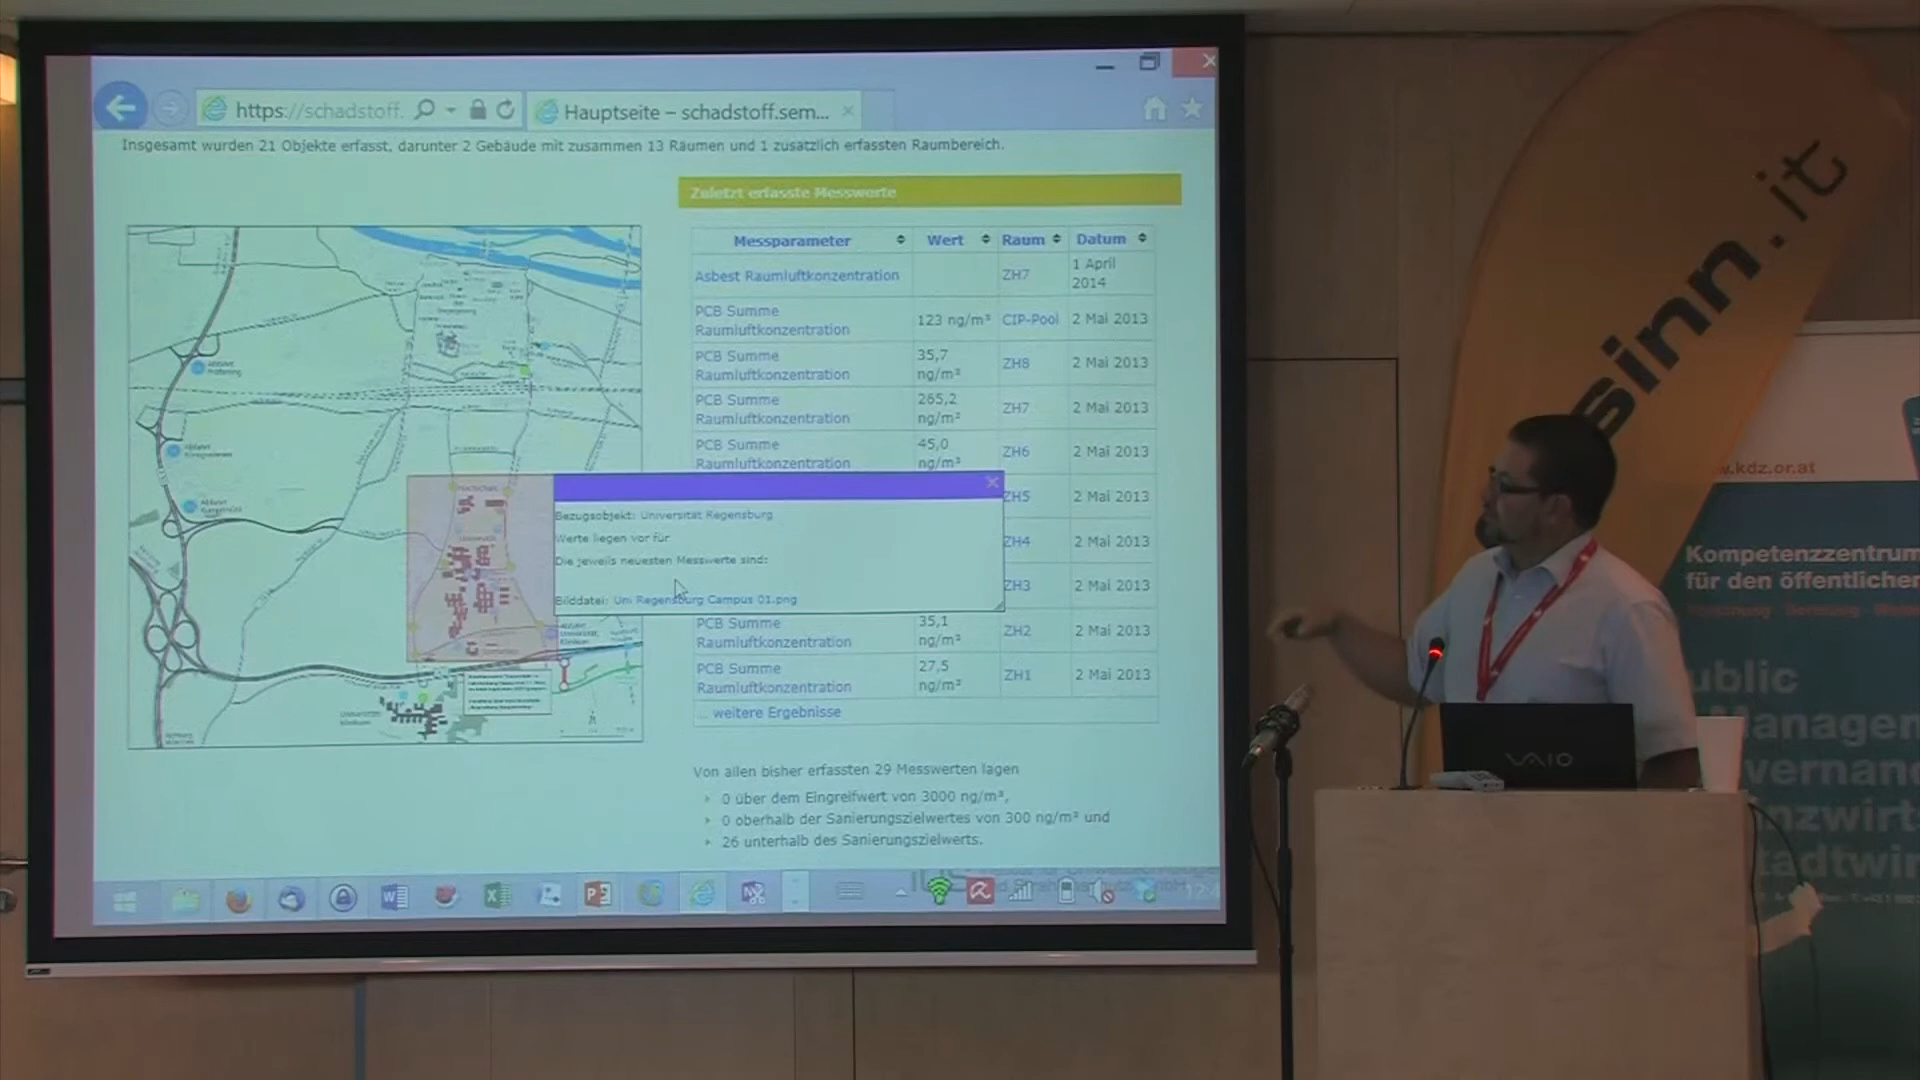 https://schadstoff.
Hauptseite – schadstoff.sem...
Insgesamt wurden 21 Objekte erfasst, darunter 2 Gebäude mit zusammen 13 Räumen und 1 zusätzlich erfassten Raumbereich.
Zuletzt erfasste Messwerte
Messparameter Wert Raum Datum
Asbest Raumluftkonzentration ZH7 1 April 2014
PCB Summe Raumluftkonzentration 123 ng/m³ CIP-Pool 2 Mai 2013
PCB Summe Raumluftkonzentration 35,7 ng/m³ ZH8 2 Mai 2013
PCB Summe Raumluftkonzentration 265,2 ng/m³ ZH7 2 Mai 2013
PCB Summe Raumluftkonzentration 45,0 ng/m³ ZH6 2 Mai 2013
ZH5 2 Mai 2013
ZH4 2 Mai 2013
ZH3 2 Mai 2013
PCB Summe Raumluftkonzentration 35,1 ng/m³ ZH2 2 Mai 2013
PCB Summe Raumluftkonzentration 27,5 ng/m³ ZH1 2 Mai 2013
... weitere Ergebnisse
Bezugsobjekt: Universität Regensburg
Werte liegen vor für
Die jeweils neuesten Messwerte sind:
Bilddatei: Uni Regensburg Campus 01.png
Von allen bisher erfassten 29 Messwerten lagen
0 über dem Eingreifwert von 3000 ng/m³,
0 oberhalb der Sanierungszielwertes von 300 ng/m³ und
26 unterhalb des Sanierungszielwerts.
sinn.it
w.kdz.or.at
Kompetenzzentrum
für den öffentlichen
ublic
Manage
vernan
nzwirt
tadtwir
VAIO